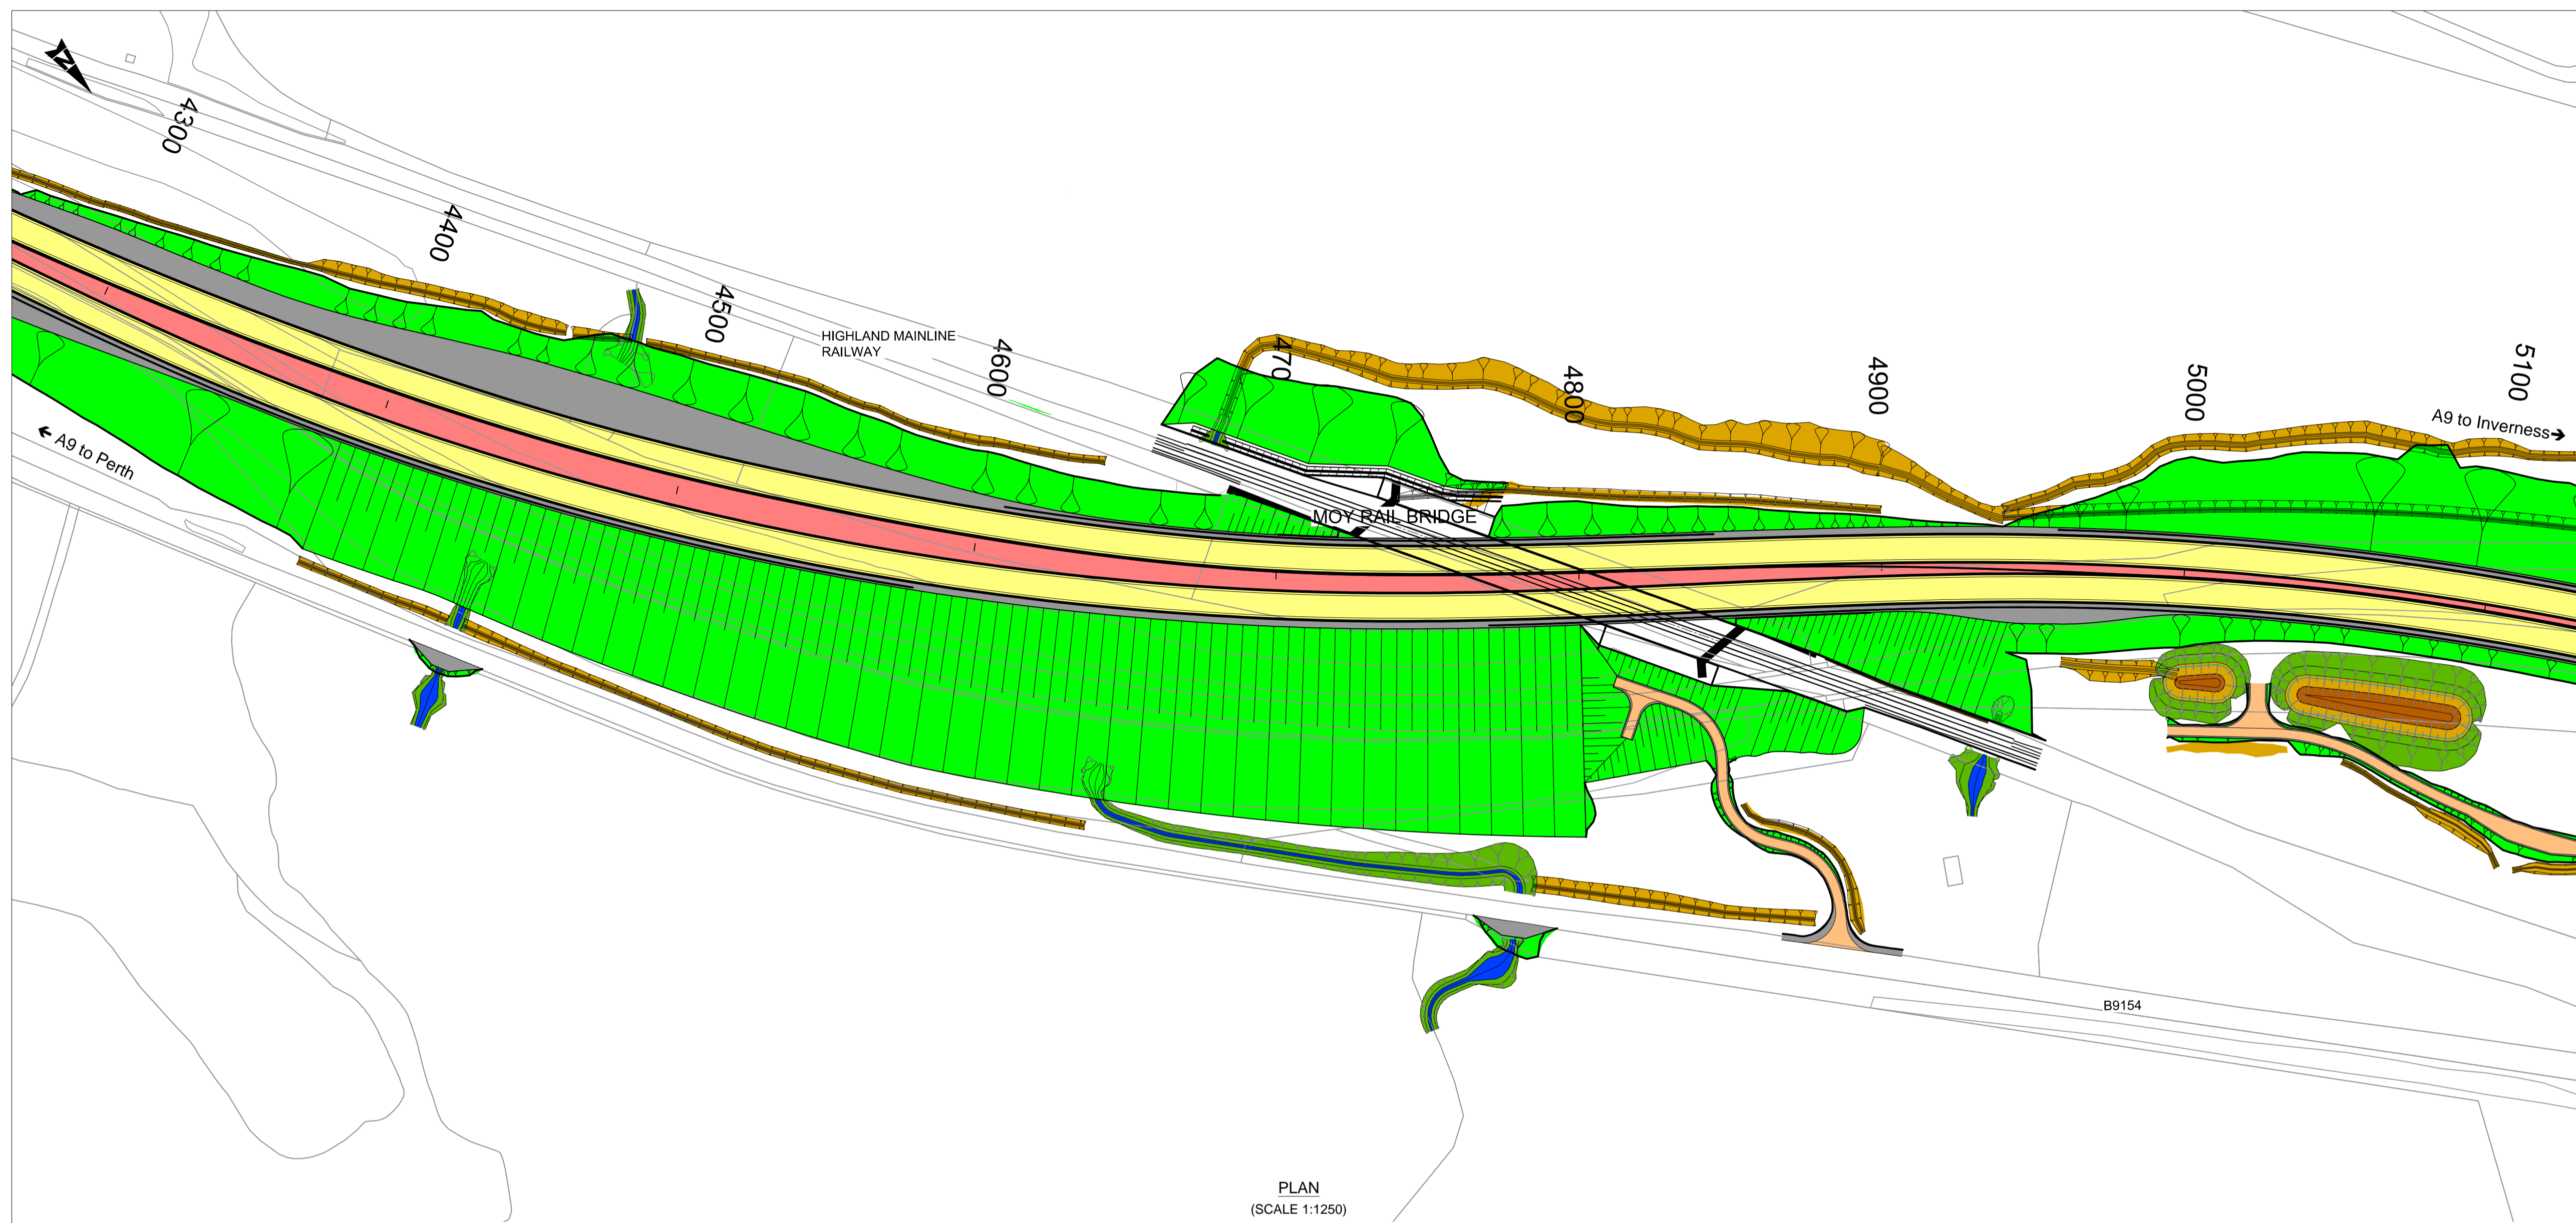 N
4300
4400
4500
4600
470
4800
4900
5000
5100
HIGHLAND MAINLINE
RAILWAY
MOY RAIL BRIDGE
A9 to Inverness
A9 to Perth
B9154
PLAN
(SCALE 1:1250)